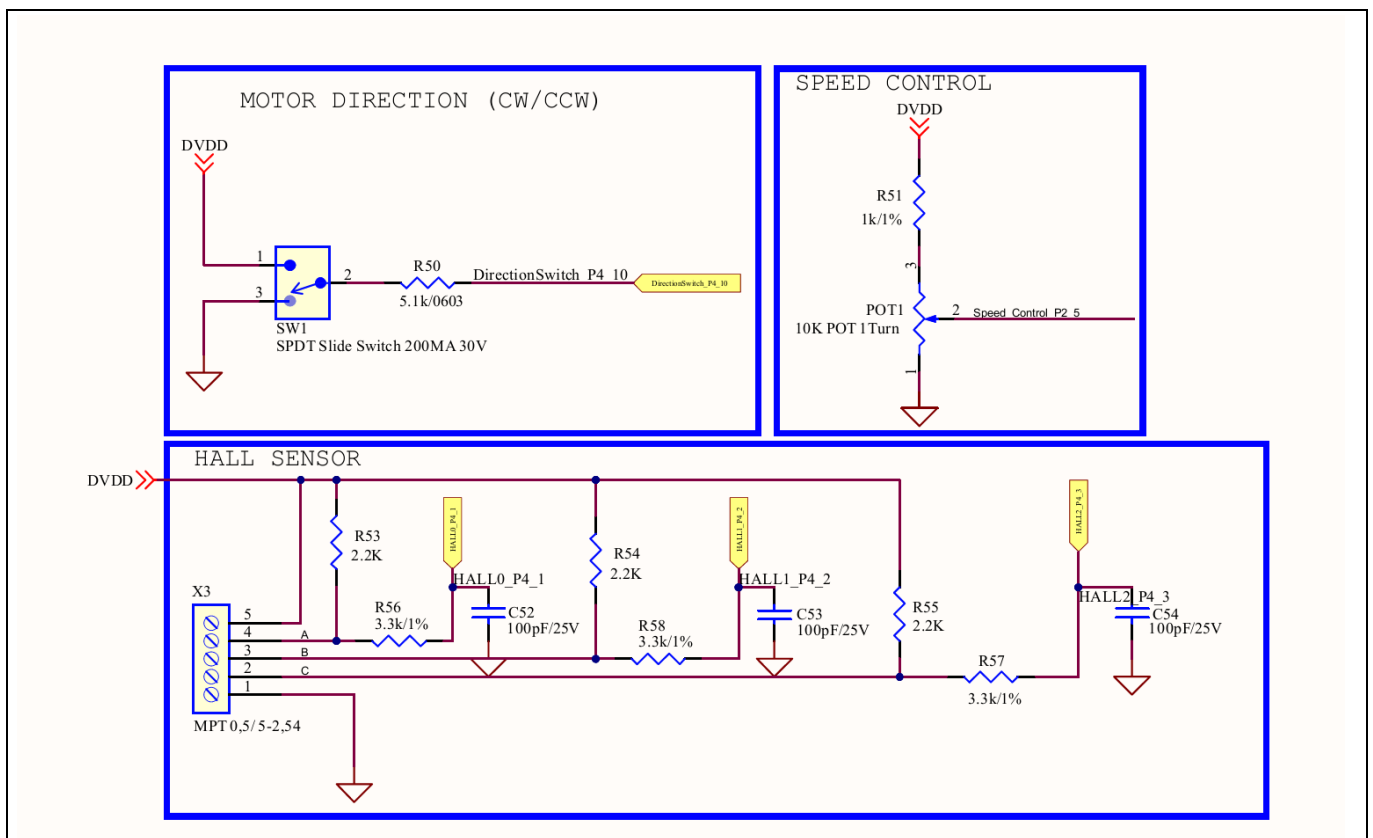 MOTOR DIRECTION (CW/CCW)
DVDD
1
3
2
SW1
SPDT Slide Switch 200MA 30V
R50
5.1k/0603
DirectionSwitch_P4_10
DirectionSwitch_P4_10
SPEED CONTROL
DVDD
R51
1k/1%
3
POT1
10K POT 1Turn
2
Speed_Control_P2_5
1
HALL SENSOR
DVDD
R53
2.2K
HALL0_P4_1
HALL0_P4_1
R56
3.3k/1%
C52
100pF/25V
R54
2.2K
HALL1_P4_2
HALL1_P4_2
R58
3.3k/1%
C53
100pF/25V
R55
2.2K
HALL2_P4_3
HALL2_P4_3
R57
3.3k/1%
C54
100pF/25V
X3
5
4
3
2
1
A
B
C
MPT 0,5/ 5-2,54